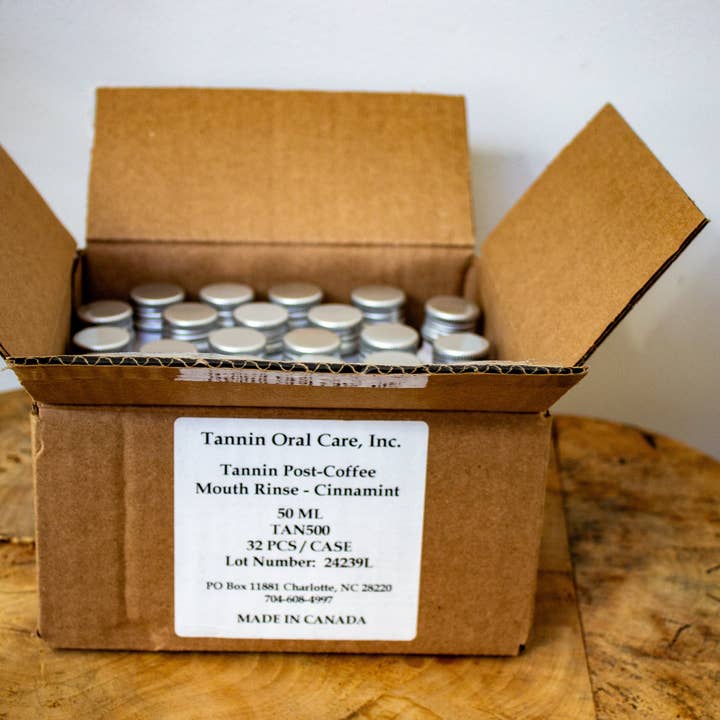 Tannin Oral Care, Inc.
Tannin Post-Coffee
Mouth Rinse - Cinnamint
50 ML
TAN500
32 PCS / CASE
Lot Number: 24239L
PO Box 11881 Charlotte, NC 28220
704-608-4997
MADE IN CANADA